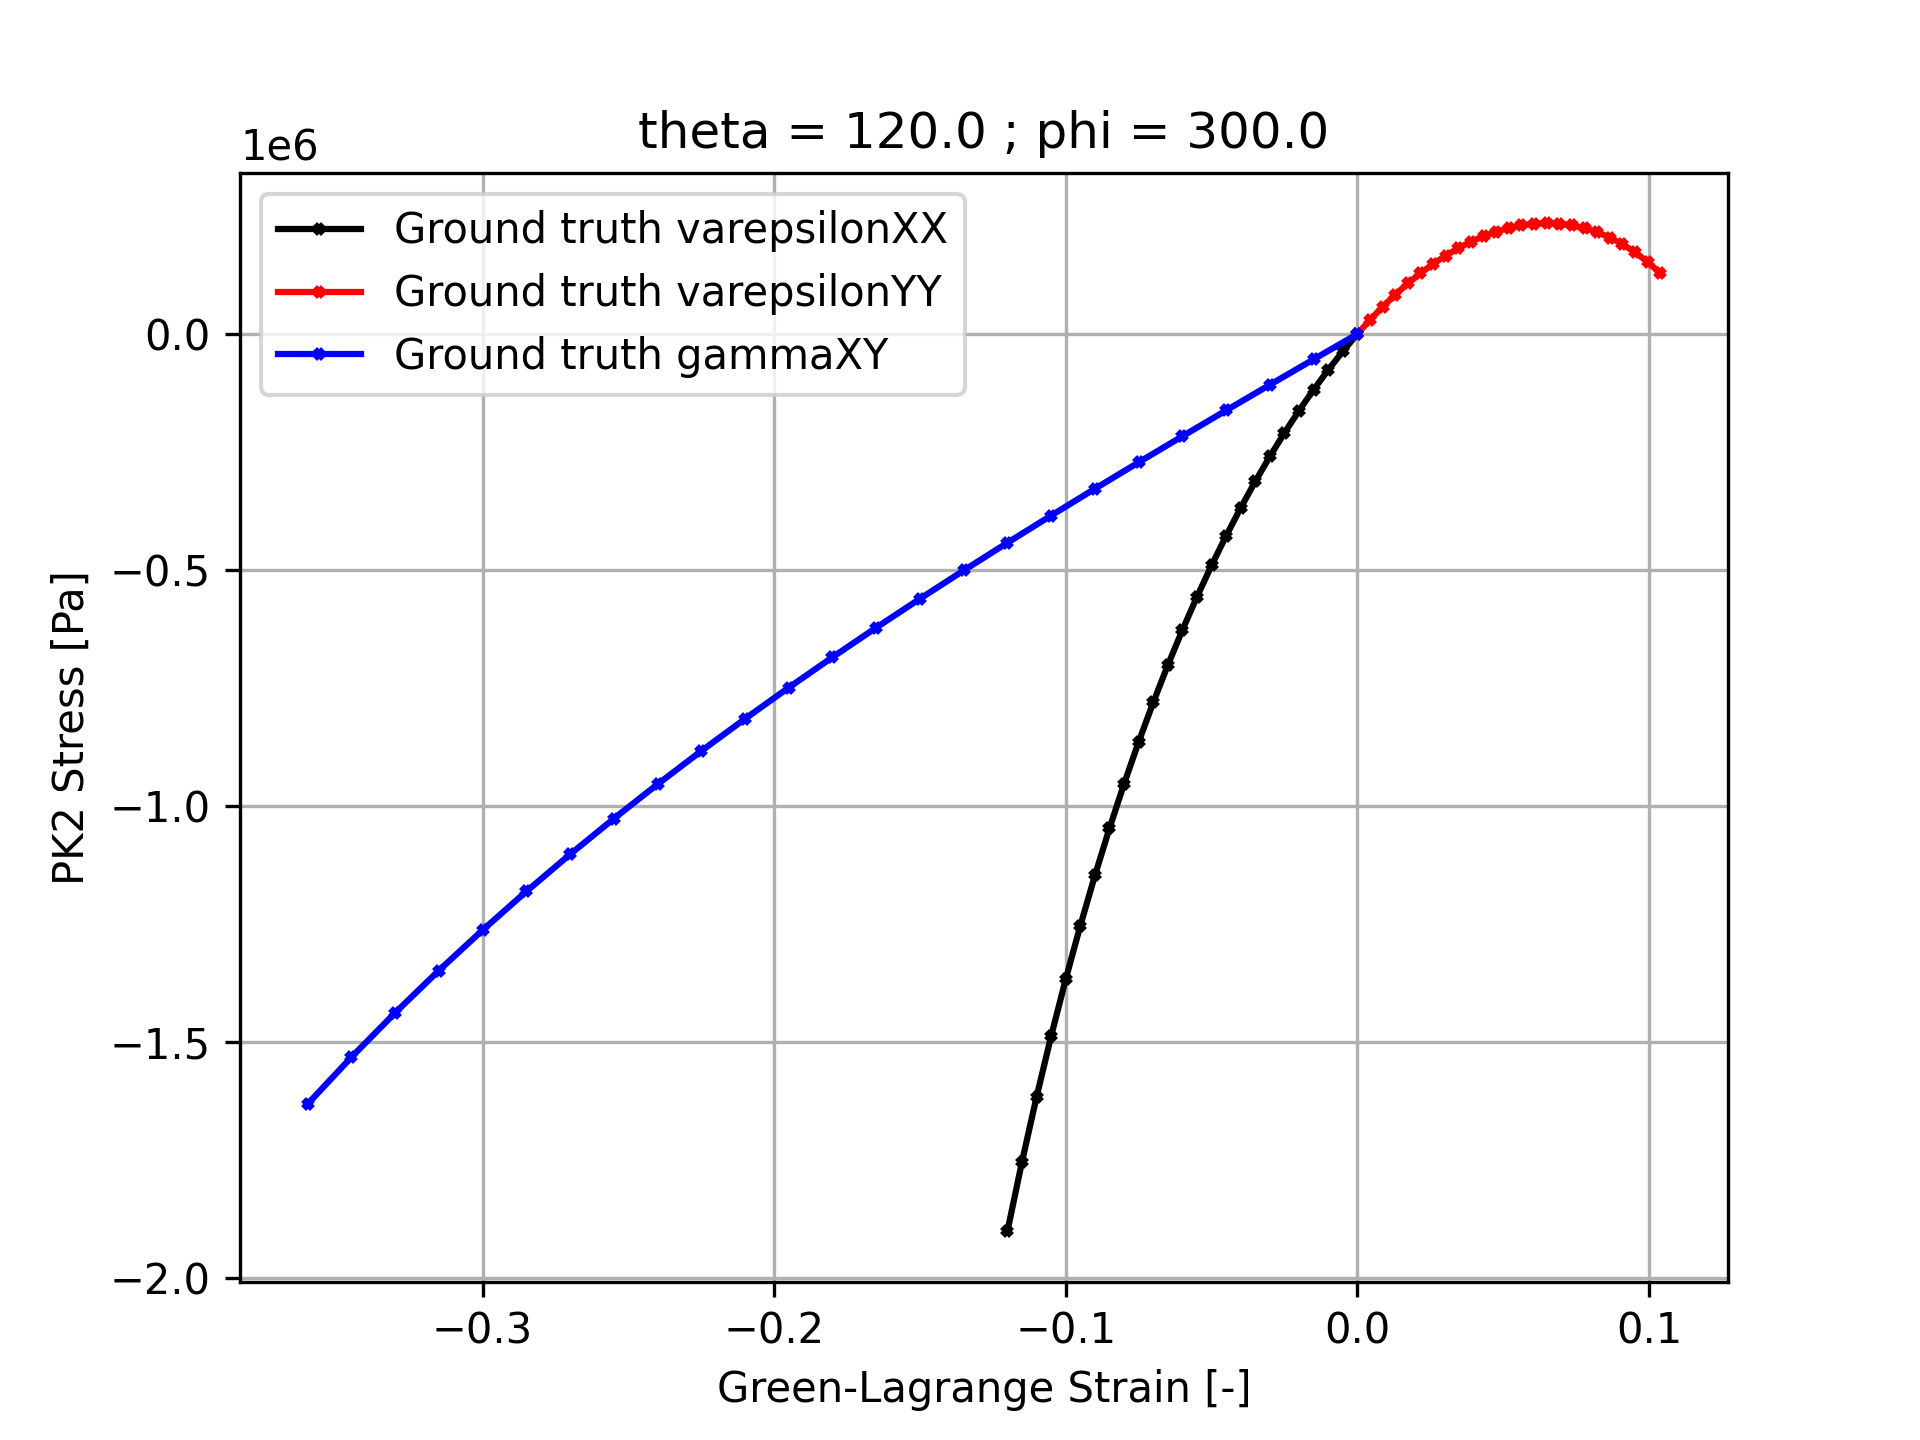 theta = 120.0 ; phi = 300.0
1e6
Ground truth varepsilonXX
Ground truth varepsilonYY
Ground truth gammaXY
0.0
−0.5
−1.0
−1.5
−2.0
PK2 Stress [Pa]
−0.3 −0.2 −0.1 0.0 0.1
Green-Lagrange Strain [-]